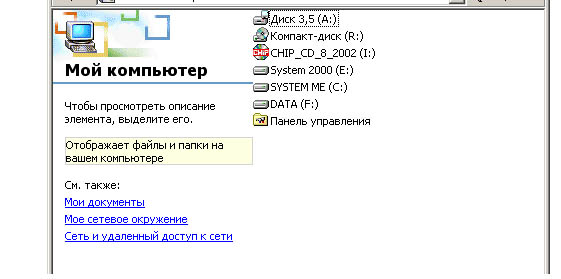 Мой компьютер
Чтобы просмотреть описание
элемента, выделите его.
Отображает файлы и папки на
вашем компьютере
См. также:
Мои документы
Мое сетевое окружение
Сеть и удаленный доступ к сети
Диск 3,5 (A:)
Компакт-диск (R:)
CHIP_CD_8_2002 (I:)
System 2000 (E:)
SYSTEM ME (C:)
DATA (F:)
Панель управления